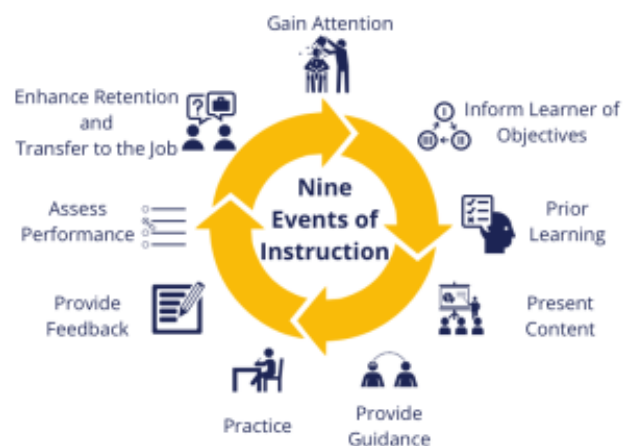 Gain Attention
Inform Learner of
Objectives
Prior
Learning
Present
Content
Provide
Guidance
Practice
Provide
Feedback
Assess
Performance
Enhance Retention
and
Transfer to the Job
Nine
Events of
Instruction